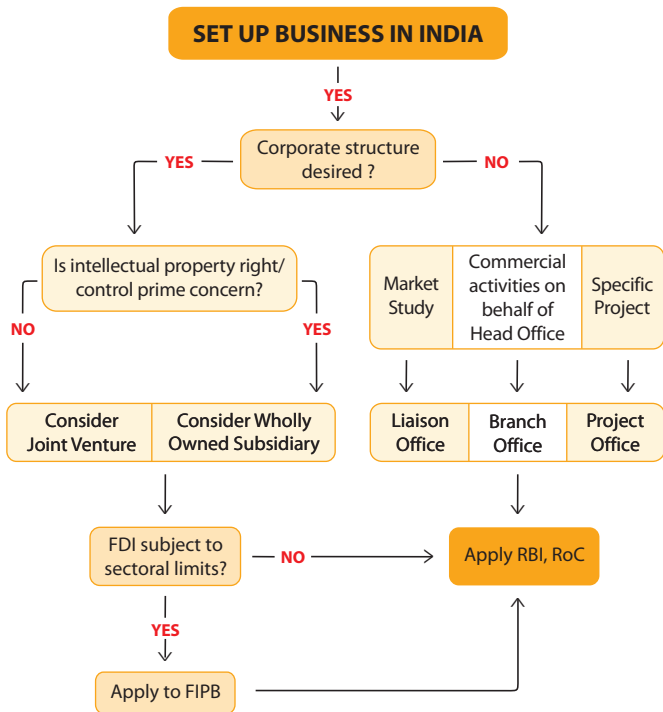 SET UP BUSINESS IN INDIA
YES
Corporate structure
desired ?
YES
NO
Is intellectual property right/
control prime concern?
NO
YES
Market
Study
Commercial
activities on
behalf of
Head Office
Specific
Project
Consider
Joint Venture
Consider Wholly
Owned Subsidiary
Liaison
Office
Branch
Office
Project
Office
FDI subject to
sectoral limits?
NO
Apply RBI, RoC
YES
Apply to FIPB